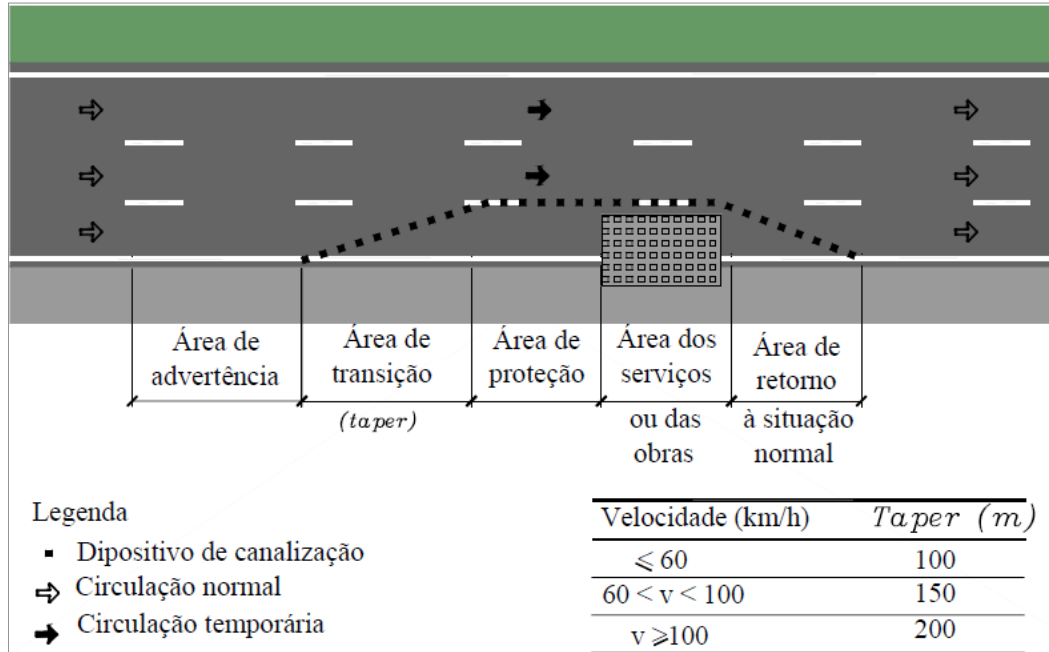 Área de
advertência
Área de
transição
(taper)
Área de
proteção
Área dos
serviços
ou das
obras
Área de
retorno
à situação
normal
Legenda
Dipositivo de canalização
Circulação normal
Circulação temporária
Velocidade (km/h) Taper (m)
⩽ 60 100
60 < v < 100 150
v ⩾100 200